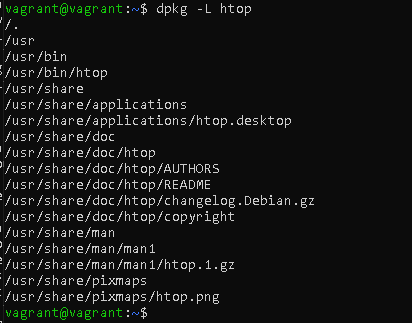 vagrant@vagrant:~$ dpkg -L htop
/.
/usr
/usr/bin
/usr/bin/htop
/usr/share
/usr/share/applications
/usr/share/applications/htop.desktop
/usr/share/doc
/usr/share/doc/htop
/usr/share/doc/htop/AUTHORS
/usr/share/doc/htop/README
/usr/share/doc/htop/changelog.Debian.gz
/usr/share/doc/htop/copyright
/usr/share/man
/usr/share/man/man1
/usr/share/man/man1/htop.1.gz
/usr/share/pixmaps
/usr/share/pixmaps/htop.png
vagrant@vagrant:~$